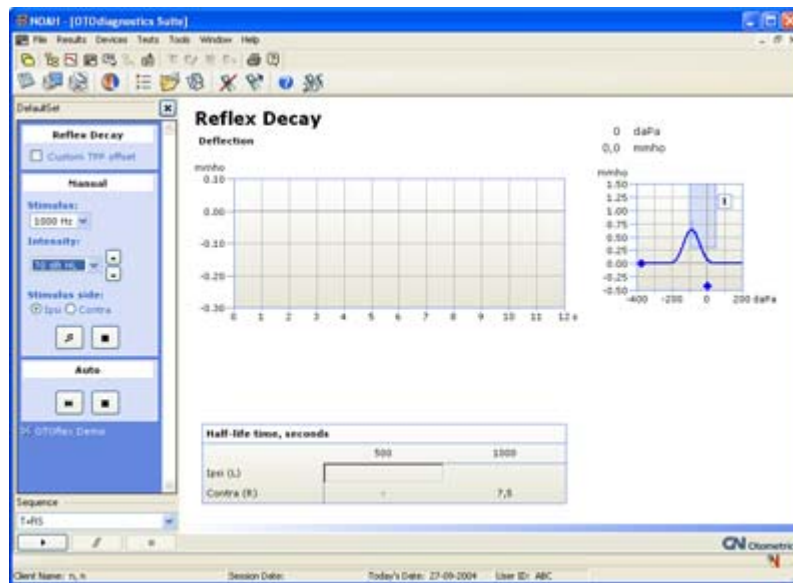 NOAH - [OTOdiagnostics Suite]
File Results Devices Tests Tools Window Help
DefaultSet
Reflex Decay
Custom TPP offset
Manual
Stimulus:
1000 Hz
Intensity:
70 dB HL
Stimulus side:
Ipsi Contra
Auto
OTOflex Demo
Sequence
T+RS
Reflex Decay
Deflection
mmho
0.10
0.00
-0.10
-0.20
-0.30
0 1 2 3 4 5 6 7 8 9 10 11 12 s
0 daPa
0,0 mmho
mmho
1.50
1.25
1.00
0.75
0.50
0.25
0.00
-0.25
-0.50
-400 -200 0 200 daPa
Half-life time, seconds
500 1000
Ipsi (L)
Contra (R) - 7,5
GN Otometrics
Client Name: n, n Session Date: Today's Date: 27-09-2004 User ID: ABC